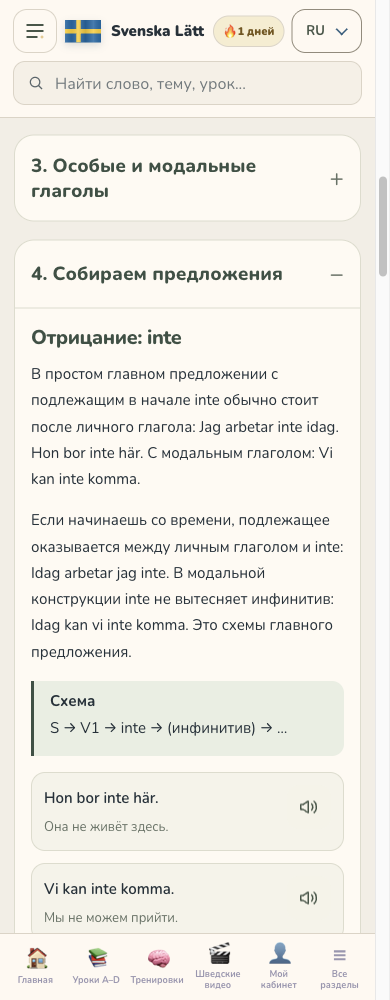 Svenska Lätt
🔥1 дней
RU
Найти слово, тему, урок...
3. Особые и модальные
глаголы
4. Собираем предложения
Отрицание: inte
В простом главном предложении с
подлежащим в начале inte обычно стоит
после личного глагола: Jag arbetar inte idag.
Hon bor inte här. С модальным глаголом: Vi
kan inte komma.
Если начинаешь со времени, подлежащее
оказывается между личным глаголом и inte:
Idag arbetar jag inte. В модальной
конструкции inte не вытесняет инфинитив:
Idag kan vi inte komma. Это схемы главного
предложения.
Схема
S → V1 → inte → (инфинитив) → ...
Hon bor inte här.
Она не живёт здесь.
Vi kan inte komma.
Мы не можем прийти.
Главная
Уроки A–D
Тренировки
Шведские
видео
Мой
кабинет
Все
разделы